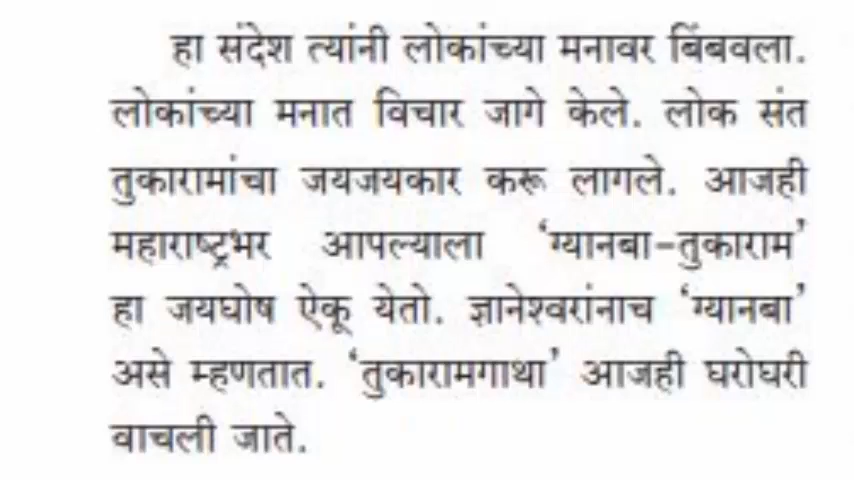 हा संदेश त्यांनी लोकांच्या मनावर बिंबवला.
लोकांच्या मनात विचार जागे केले. लोक संत
तुकारामांचा जयजयकार करू लागले. आजही
महाराष्ट्रभर आपल्याला ‘ग्यानबा-तुकाराम’
हा जयघोष ऐकू येतो. ज्ञानेश्वरांनाच ‘ग्यानबा’
असे म्हणतात. ‘तुकारामगाथा’ आजही घरोघरी
वाचली जाते.